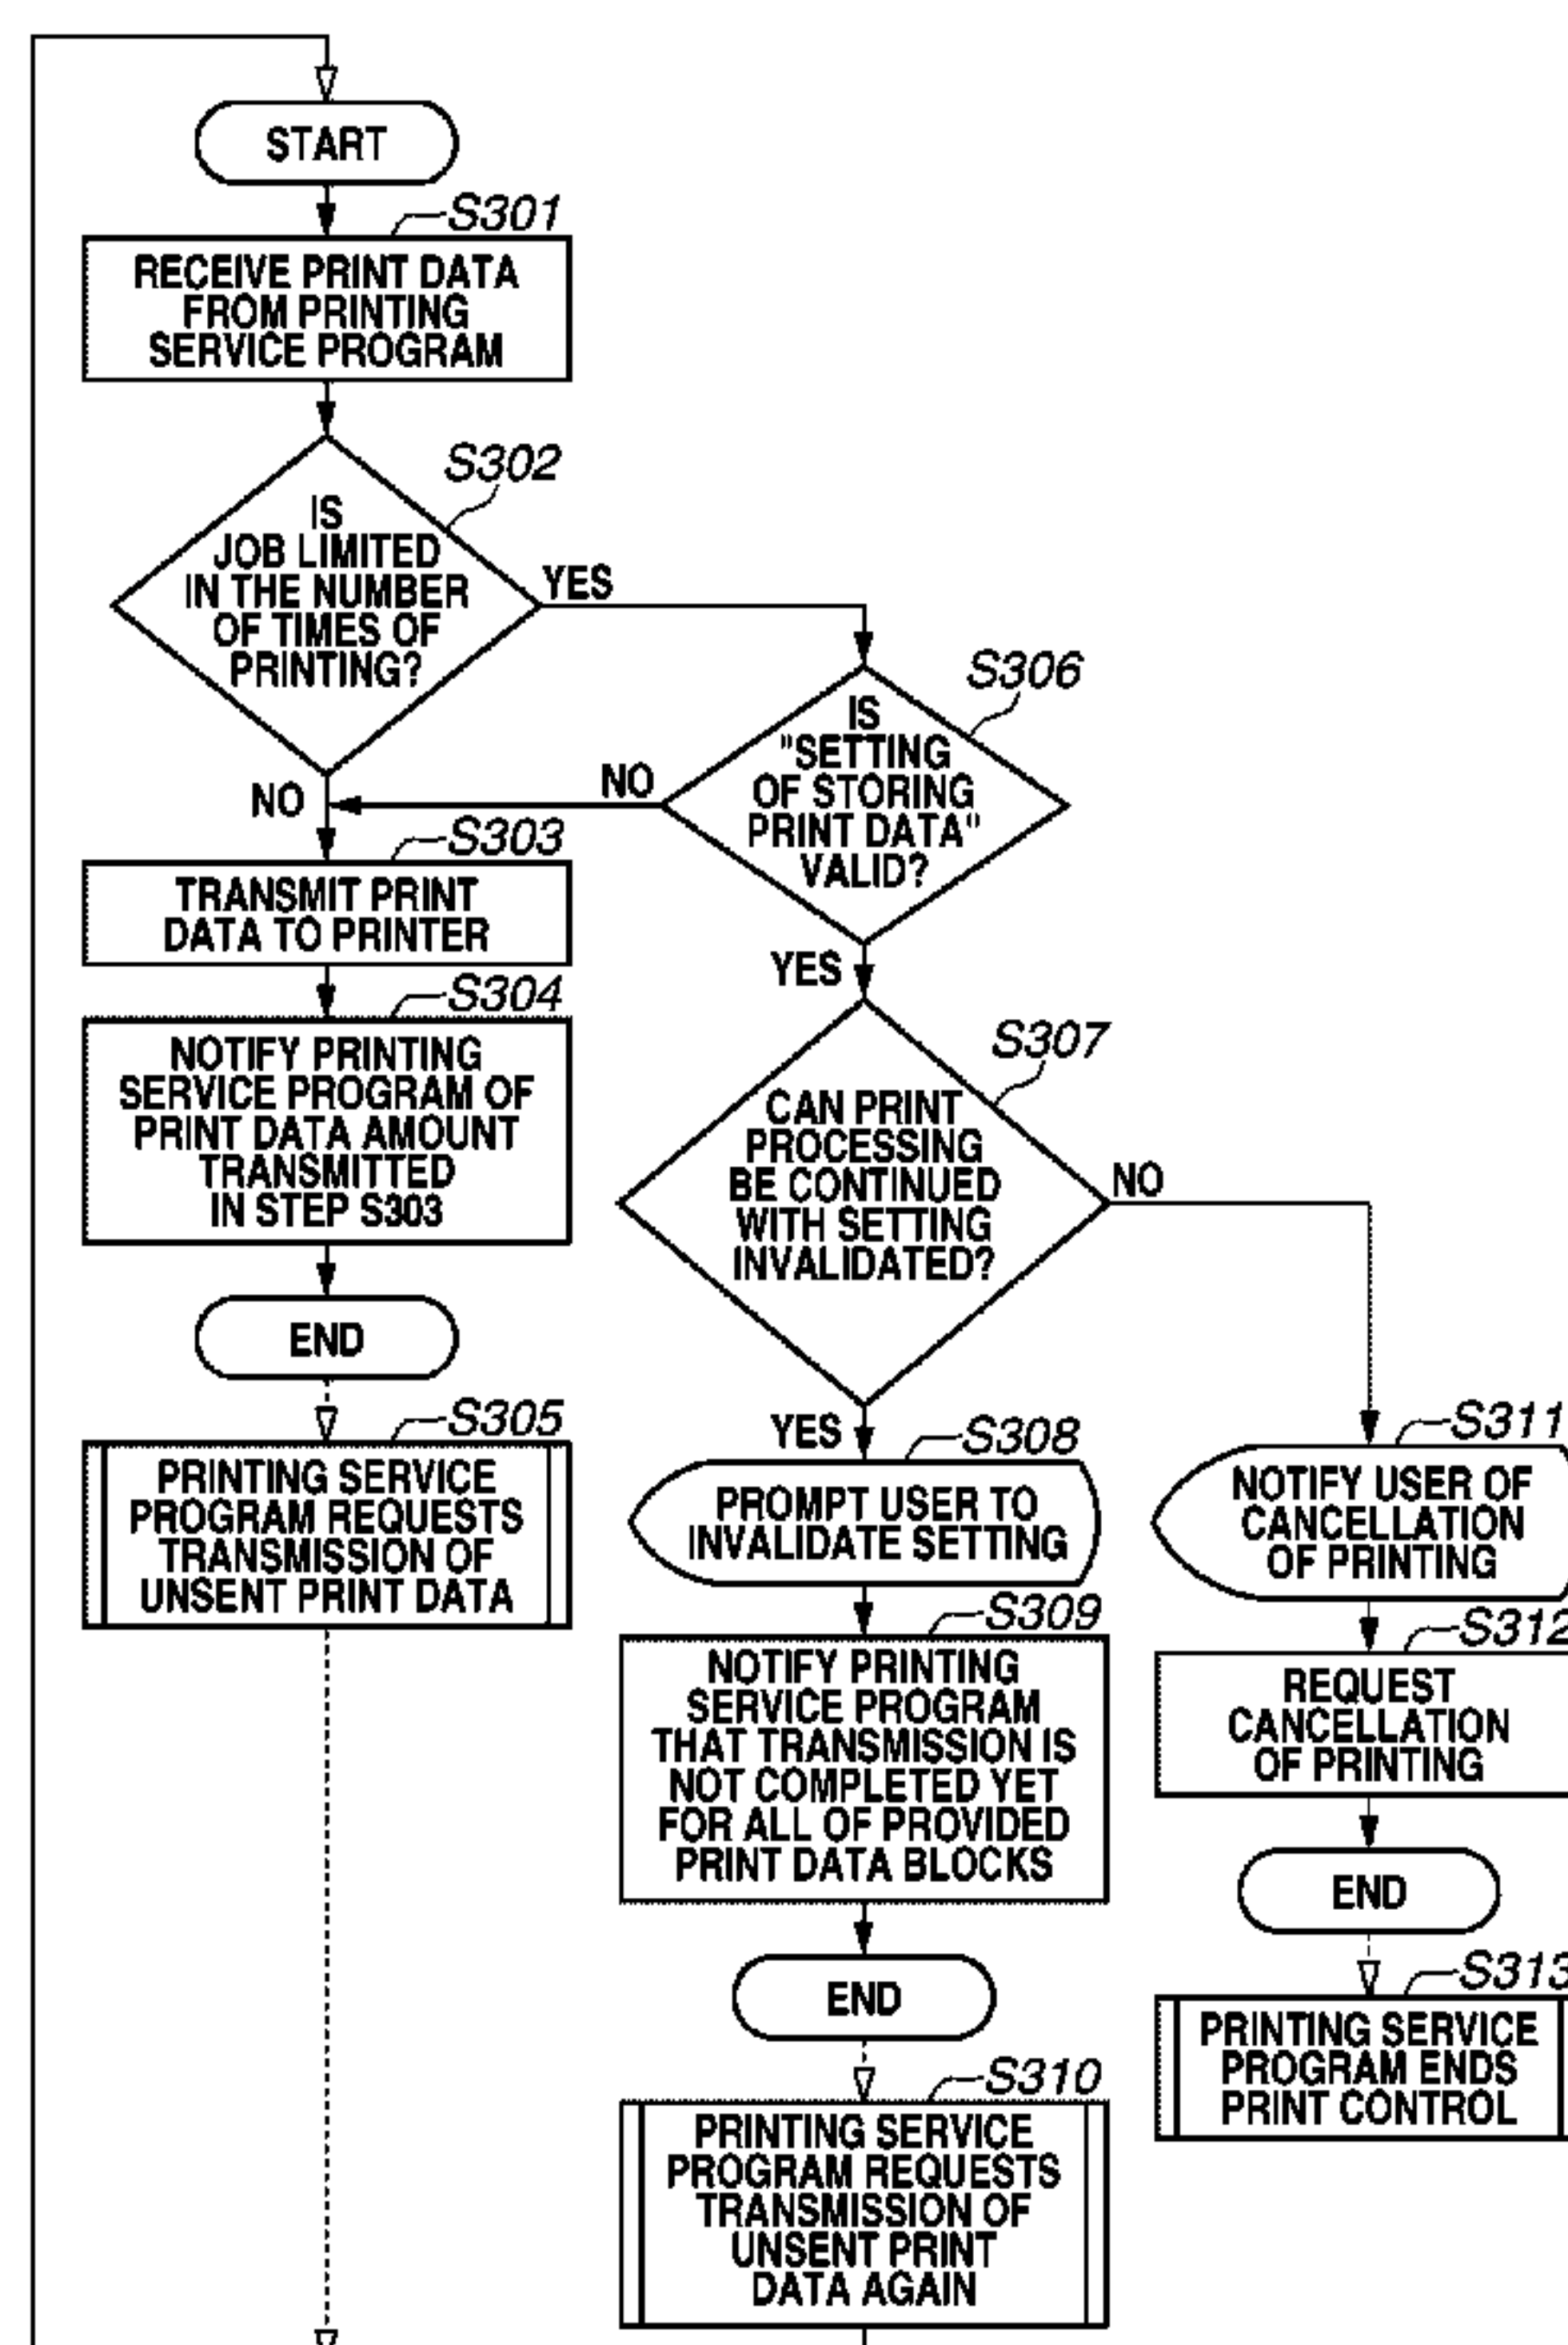 START
S301
RECEIVE PRINT DATA
FROM PRINTING
SERVICE PROGRAM
S302
IS
JOB LIMITED
IN THE NUMBER
OF TIMES OF
PRINTING?
YES
NO
S306
IS
"SETTING
OF STORING
PRINT DATA"
VALID?
NO
YES
S303
TRANSMIT PRINT
DATA TO PRINTER
S304
NOTIFY PRINTING
SERVICE PROGRAM OF
PRINT DATA AMOUNT
TRANSMITTED
IN STEP S303
END
S305
PRINTING SERVICE
PROGRAM REQUESTS
TRANSMISSION OF
UNSENT PRINT DATA
S307
CAN PRINT
PROCESSING
BE CONTINUED
WITH SETTING
INVALIDATED?
NO
YES
S308
PROMPT USER TO
INVALIDATE SETTING
S309
NOTIFY PRINTING
SERVICE PROGRAM
THAT TRANSMISSION IS
NOT COMPLETED YET
FOR ALL OF PROVIDED
PRINT DATA BLOCKS
END
S310
PRINTING SERVICE
PROGRAM REQUESTS
TRANSMISSION OF
UNSENT PRINT
DATA AGAIN
S311
NOTIFY USER OF
CANCELLATION
OF PRINTING
S312
REQUEST
CANCELLATION
OF PRINTING
END
S313
PRINTING SERVICE
PROGRAM ENDS
PRINT CONTROL